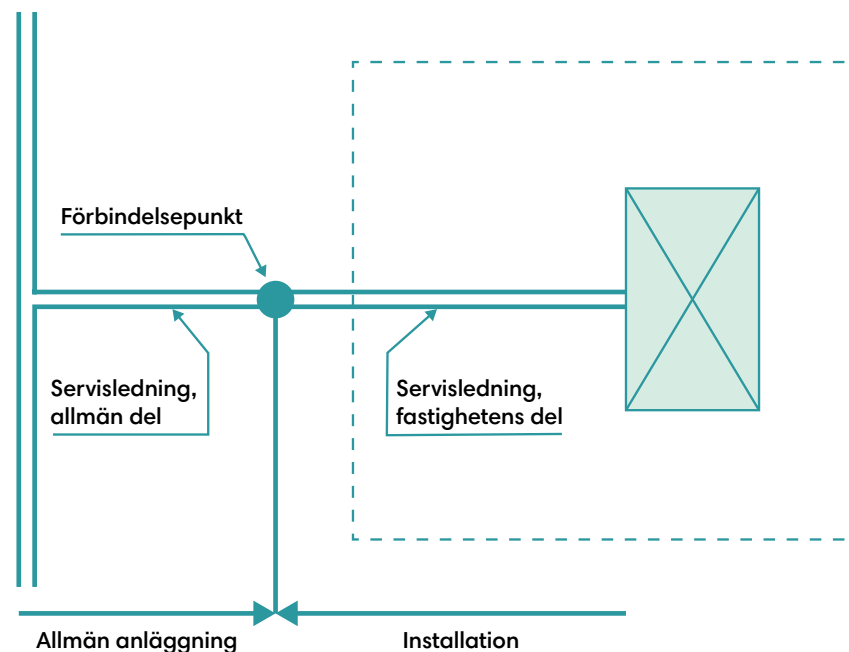 Förbindelsepunkt
Servisledning,
allmän del
Servisledning,
fastighetens del
Allmän anläggning
Installation